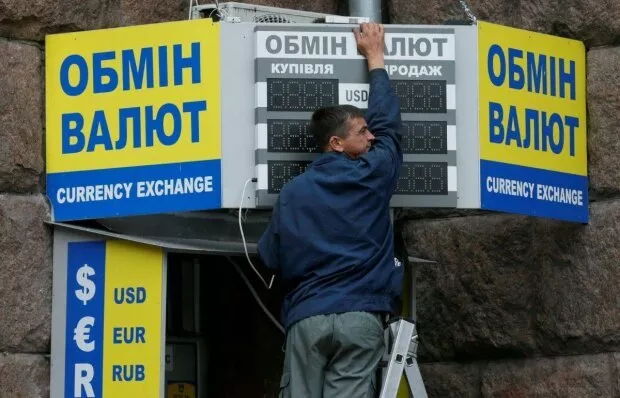 ОБМІН
ВАЛЮТ
CURRENCY EXCHANGE
ОБМІН ВАЛЮТ
КУПІВЛЯ
ПРОДАЖ
USD
ОБМІН
ВАЛЮТ
CURRENCY EXCHANGE
$
USD
€
EUR
R
RUB